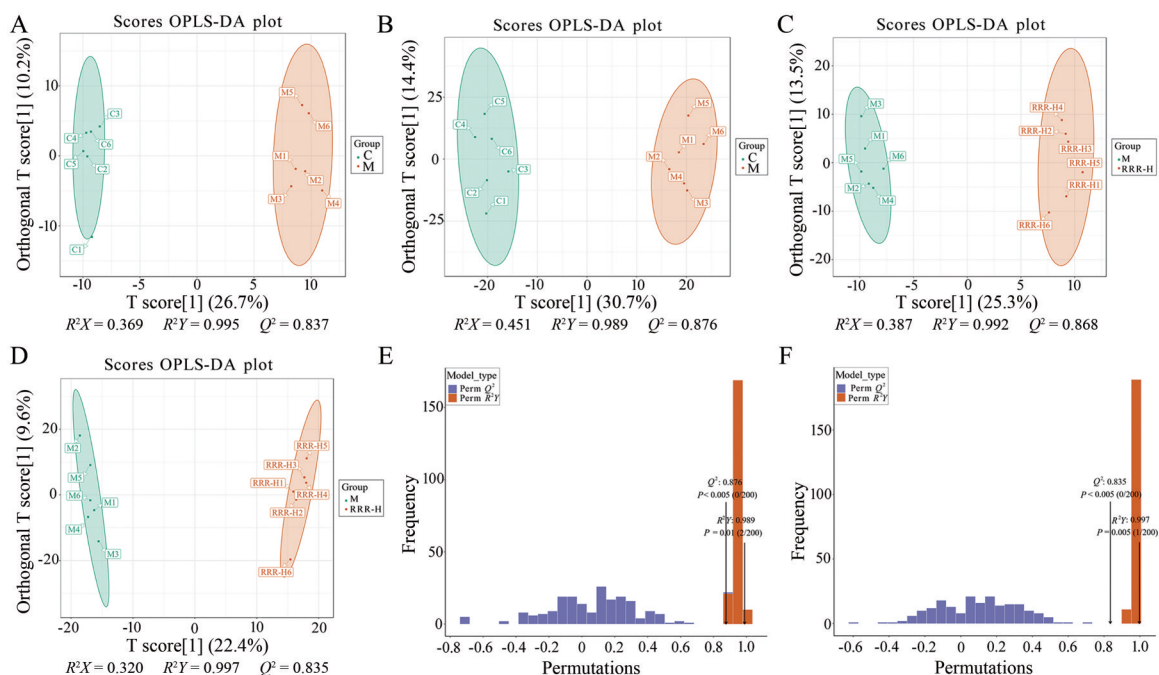 A
Scores OPLS-DA plot
Orthogonal T score[1] (10.2%)
10
0
-10
C3
C4
C6
C5
C2
C1
M5
M6
M1
M2
M3
M4
Group
C
M
-10
-5
0
5
10
T score[1] (26.7%)
R²X = 0.369 R²Y = 0.995 Q² = 0.837
B
Scores OPLS-DA plot
Orthogonal T score[1] (14.4%)
25
0
-25
C5
C4
C6
C3
C2
C1
M5
M6
M1
M2
M4
M3
Group
C
M
-20
0
20
T score[1] (30.7%)
R²X = 0.451 R²Y = 0.989 Q² = 0.876
C
Scores OPLS-DA plot
Orthogonal T score[1] (13.5%)
20
10
0
-10
-20
M3
M1
M5
M6
M2
M4
RRR-H4
RRR-H2
RRR-H3
RRR-H5
RRR-H1
RRR-H6
Group
M
RRR-H
-10
-5
0
5
10
T score[1] (25.3%)
R²X = 0.387 R²Y = 0.992 Q² = 0.868
D
Scores OPLS-DA plot
Orthogonal T score[1] (9.6%)
20
0
-20
M2
M5
M6
M1
M4
M3
RRR-H5
RRR-H3
RRR-H1
RRR-H4
RRR-H2
RRR-H6
Group
M
RRR-H
-20
-10
0
10
20
T score[1] (22.4%)
R²X = 0.320 R²Y = 0.997 Q² = 0.835
E
Model_type
Perm Q²
Perm R²Y
Frequency
150
100
50
0
Q²: 0.876
P < 0.005 (0/200)
R²Y: 0.989
P = 0.01 (2/200)
-0.8 -0.6 -0.4 -0.2 0 0.2 0.4 0.6 0.8 1.0
Permutations
F
Model_type
Perm Q²
Perm R²Y
Frequency
150
100
50
0
Q²: 0.835
P < 0.005 (0/200)
R²Y: 0.997
P = 0.005 (1/200)
-0.6 -0.4 -0.2 0 0.2 0.4 0.6 0.8 1.0
Permutations